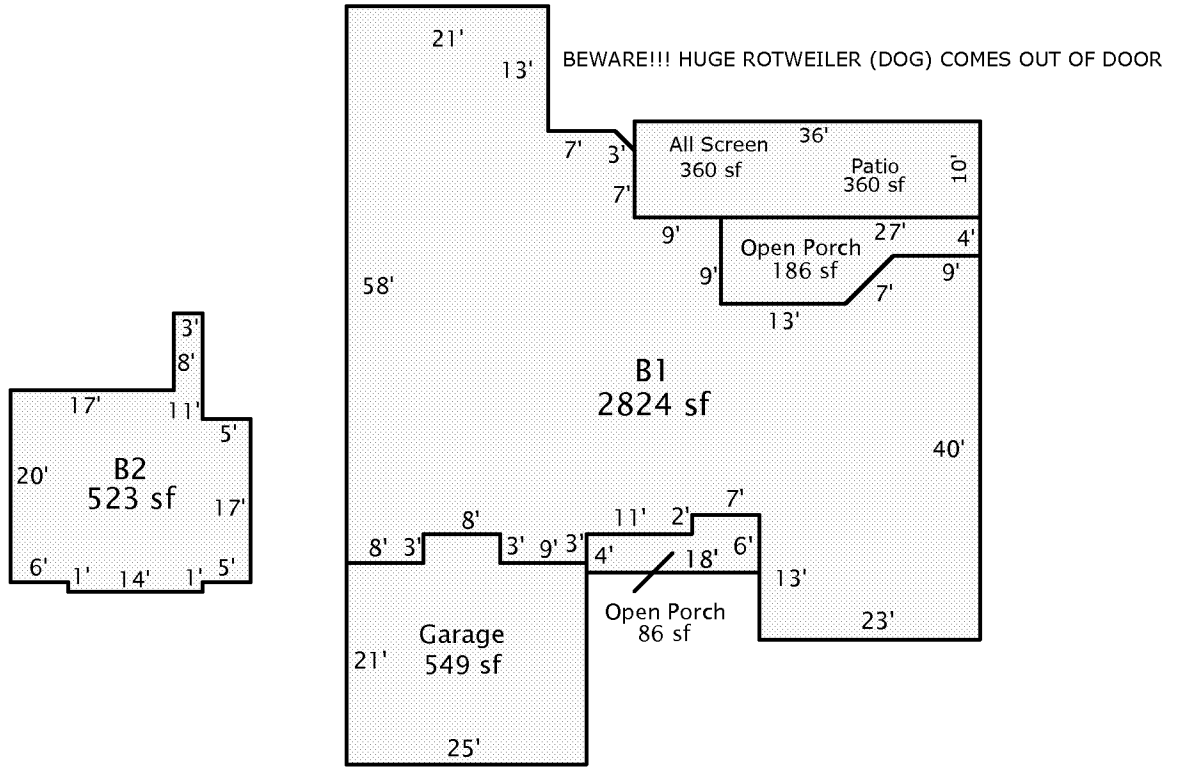 21'
13'
BEWARE!!! HUGE ROTWEILER (DOG) COMES OUT OF DOOR
7'
3'
7'
All Screen
360 sf
36'
Patio
360 sf
10'
9'
27'
4'
Open Porch
186 sf
9'
7'
9'
13'
58'
B1
2824 sf
40'
3'
8'
17'
11'
5'
20'
B2
523 sf
17'
6'
1'
14'
1'
5'
8'
8'
3'
3'
9'
3'
11'
2'
7'
4'
18'
6'
13'
Open Porch
86 sf
23'
Garage
549 sf
21'
25'